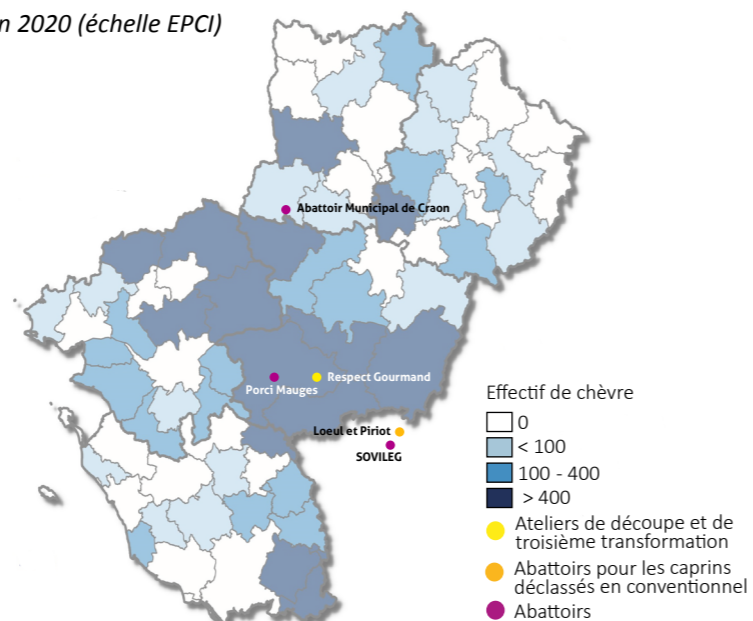 n 2020 (échelle EPCI)
Abattoir Municipal de Craon
Respect Gourmand
Porci Mauges
Loeul et Piriot
SOVILEG
Effectif de chèvre
0
< 100
100 - 400
> 400
Ateliers de découpe et de
troisième transformation
Abattoirs pour les caprins
déclassés en conventionnel
Abattoirs